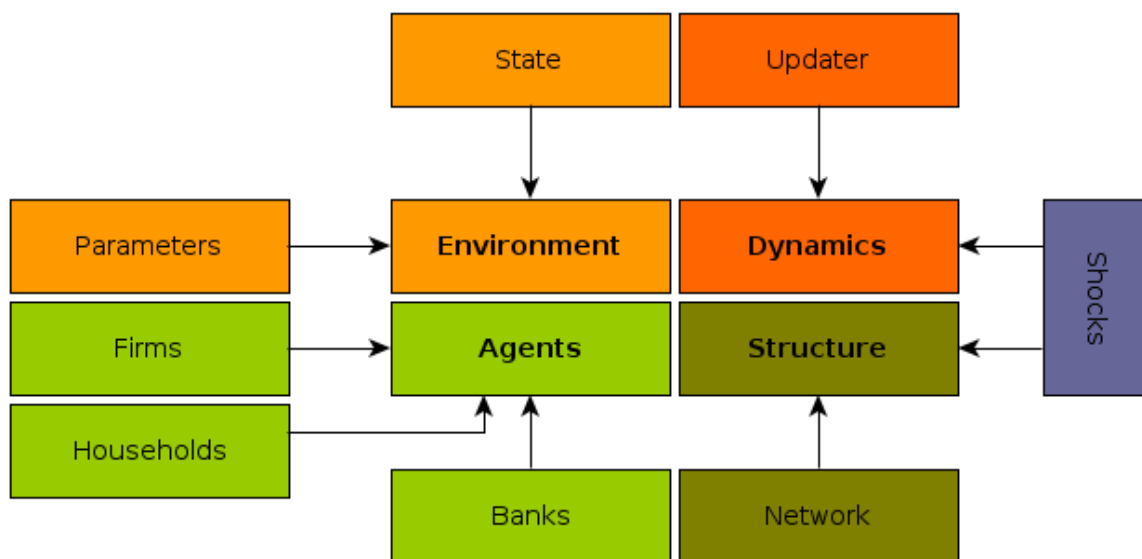 State
Updater
Parameters
Environment
Dynamics
Shocks
Firms
Agents
Structure
Households
Banks
Network